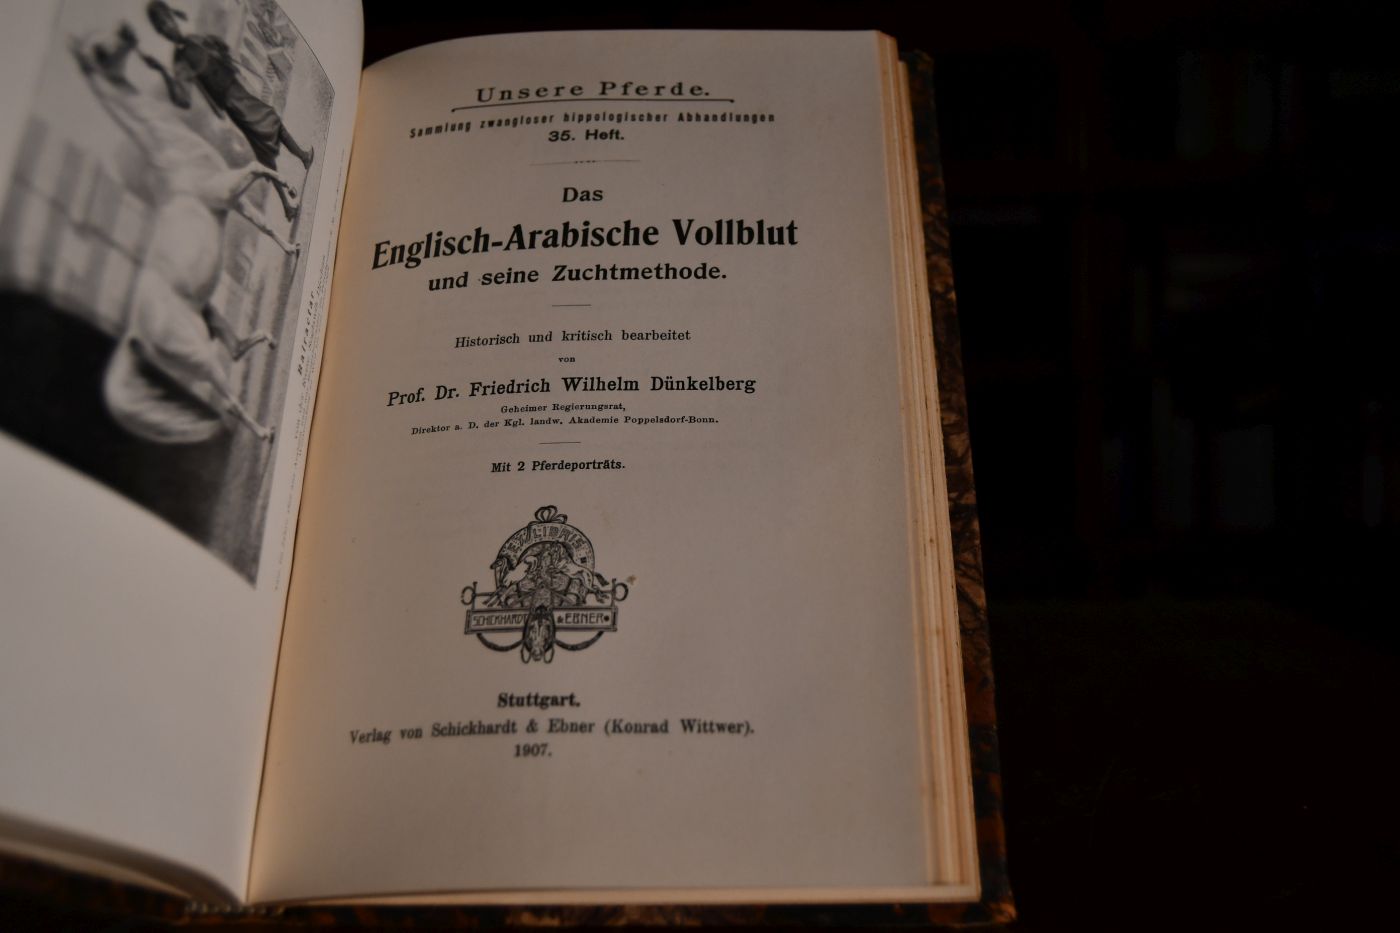 Unsere Pferde.
Sammlung zwangloser hippologischer Abhandlungen
35. Heft.
Das
Englisch-Arabische Vollblut
und seine Zuchtmethode.
Historisch und kritisch bearbeitet
von
Prof. Dr. Friedrich Wilhelm Dünkelberg
Geheimer Regierungsrat,
Direktor a. D. der Kgl. landw. Akademie Poppelsdorf-Bonn.
Mit 2 Pferdeporträts.
EX LIBRIS
SCHICKHARDT & EBNER
Stuttgart.
Verlag von Schickhardt & Ebner (Konrad Wittwer).
1907.